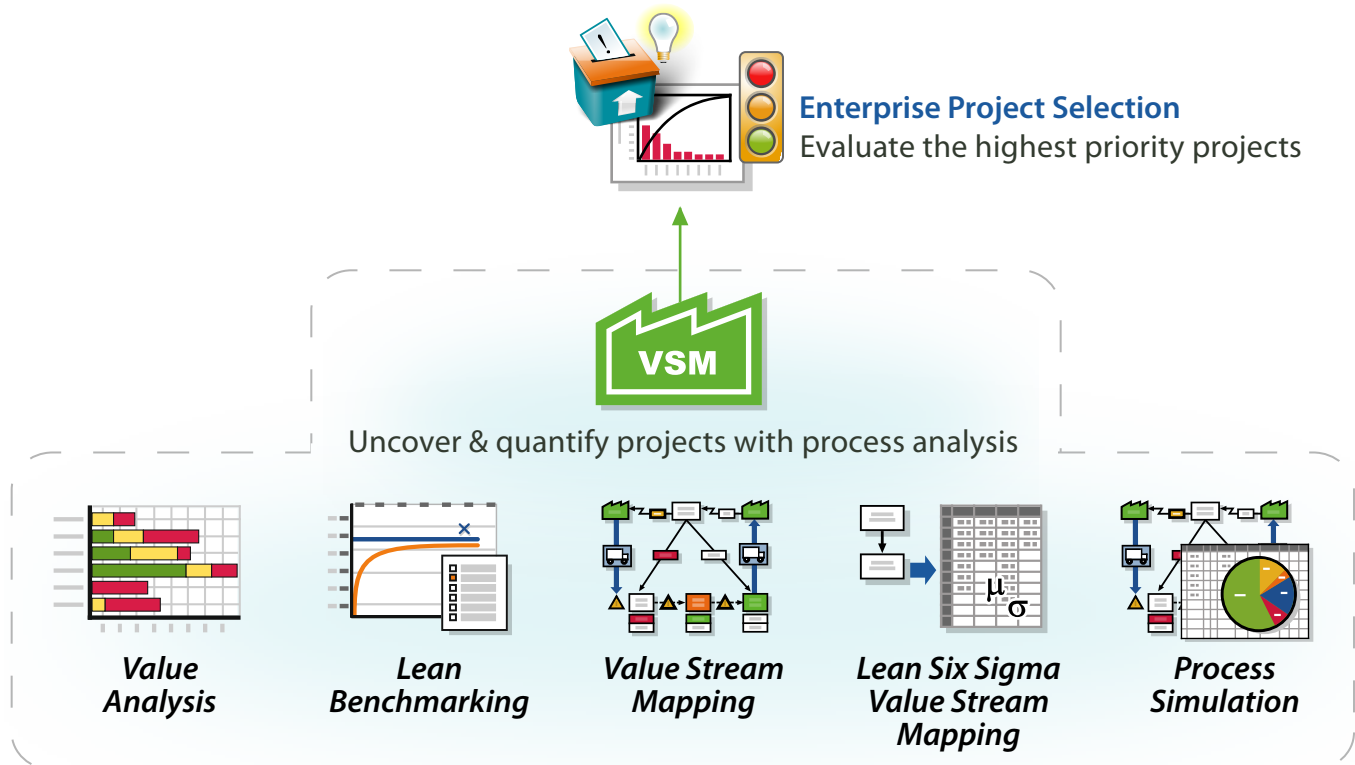 !
Enterprise Project Selection
Evaluate the highest priority projects
VSM
Uncover & quantify projects with process analysis
μ
σ
Value
Analysis
Lean
Benchmarking
Value Stream
Mapping
Lean Six Sigma
Value Stream
Mapping
Process
Simulation